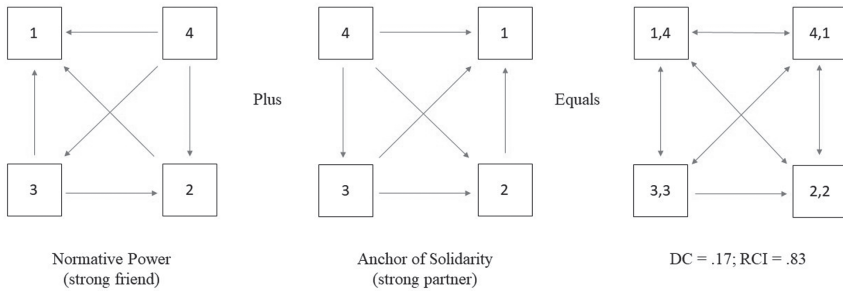 1 4 4 1 1,4 4,1
Plus Equals
3 2 3 2 3,3 2,2
Normative Power Anchor of Solidarity DC = .17; RCI = .83
(strong friend) (strong partner)